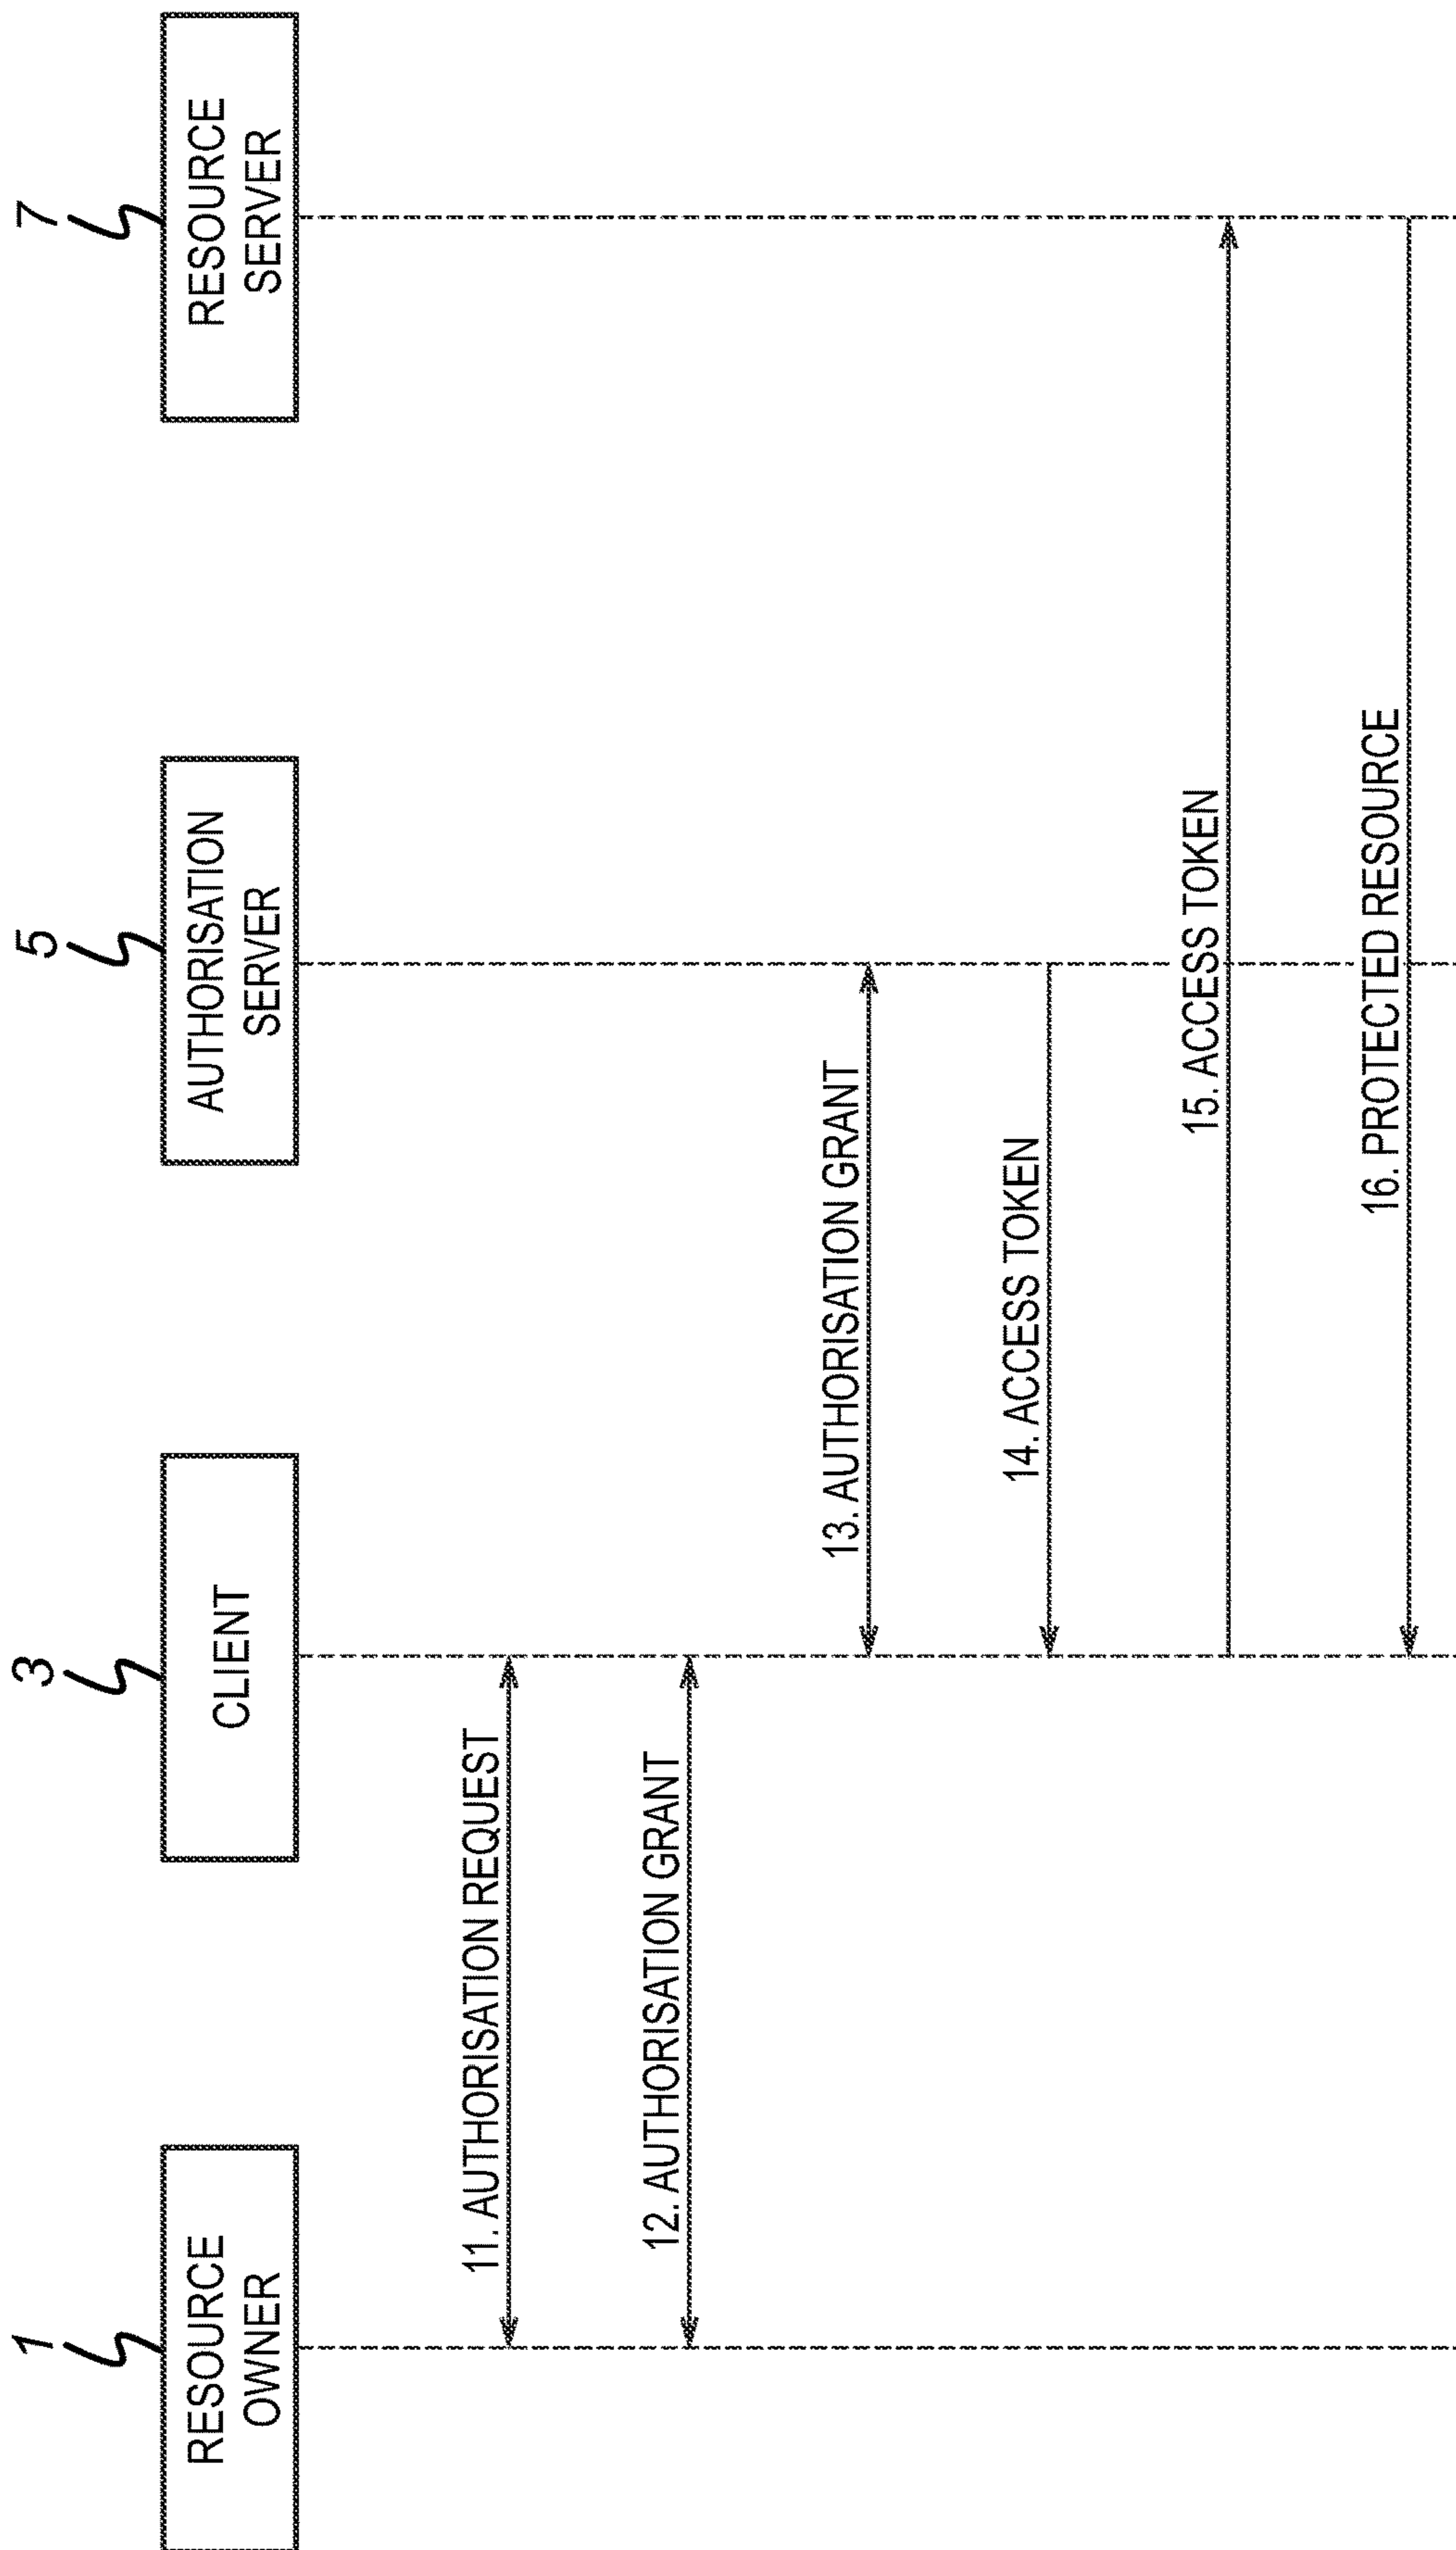 1
3
5
7
RESOURCE
OWNER
CLIENT
AUTHORISATION
SERVER
RESOURCE
SERVER
11. AUTHORISATION REQUEST
12. AUTHORISATION GRANT
13. AUTHORISATION GRANT
14. ACCESS TOKEN
15. ACCESS TOKEN
16. PROTECTED RESOURCE